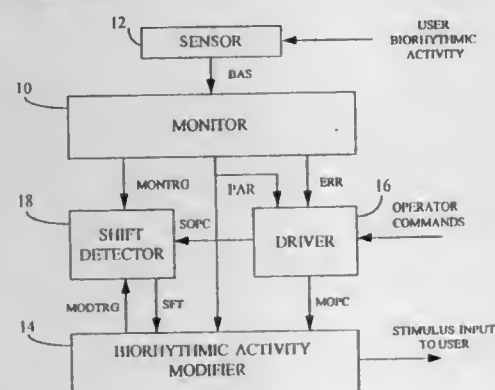 12
SENSOR
USER
BIORHYTHMIC
ACTIVITY
BAS
10
MONITOR
MONTRG
PAR
ERR
16
18
SHIFT
DETECTOR
SOPC
DRIVER
OPERATOR
COMMANDS
MODTRG
SFT
MOPC
14
BIORHYTHMIC ACTIVITY
MODIFIER
STIMULUS INPUT
TO USER